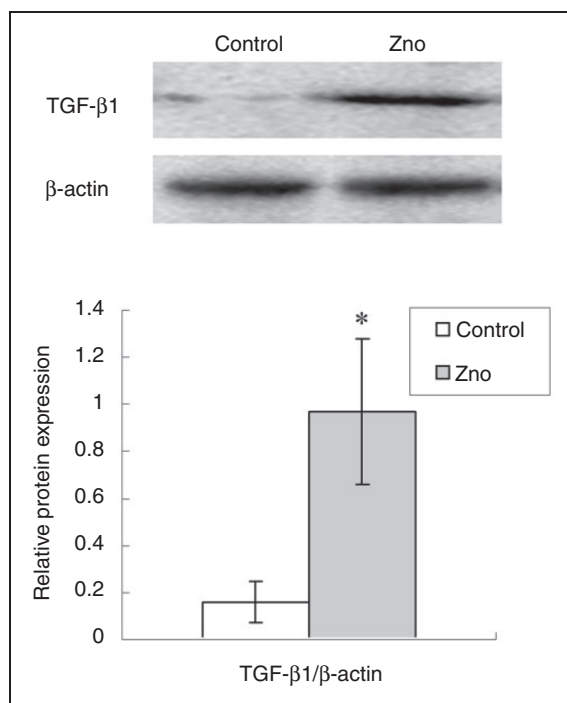 Control Zno
TGF-β1
β-actin
1.4
1.2
1
0.8
0.6
0.4
0.2
0
Relative protein expression
*
Control
Zno
TGF-β1/β-actin